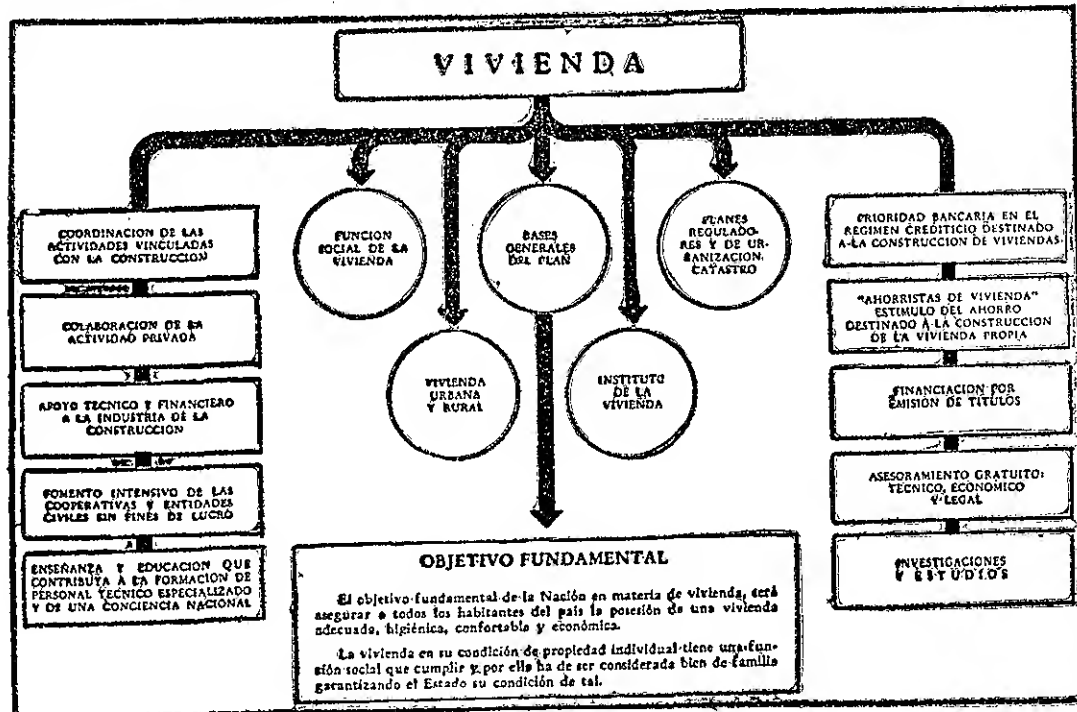 VIVIENDA
COORDINACION DE LAS
ACTIVIDADES VINCULADAS
CON LA CONSTRUCCION
COLABORACION DE LA
ACTIVIDAD PRIVADA
APOYO TECNICO Y FINANCIERO
A LA INDUSTRIA DE LA
CONSTRUCCION
FOMENTO INTENSIVO DE LAS
COOPERATIVAS Y ENTIDADES
CIVILES SIN FINES DE LUCRO
ENSEÑANZA Y EDUCACION QUE
CONTRIBUYA A LA FORMACION DE
PERSONAL TECNICO ESPECIALIZADO
Y DE UNA CONCIENCIA NACIONAL
FUNCION
SOCIAL DE LA
VIVIENDA
VIVIENDA
URBANA
Y RURAL
BASES
GENERALES
DEL PLAN
INSTITUTO
DE LA
VIVIENDA
PLANES
REGULADO-
RES Y DE UR-
BANIZACION.
CATASTRO
PRIORIDAD BANCARIA EN EL
REGIMEN CREDITICIO DESTINADO
A LA CONSTRUCCION DE VIVIENDAS
"AHORRISTAS DE VIVIENDA"
ESTIMULO DEL AHORRO
DESTINADO A LA CONSTRUCCION
DE LA VIVIENDA PROPIA
FINANCIACION POR
EMISIÓN DE TITULOS
ASESORAMIENTO GRATUITO:
TECNICO, ECONOMICO
Y LEGAL
INVESTIGACIONES
Y ESTUDIOS
OBJETIVO FUNDAMENTAL
El objetivo fundamental de la Nación en materia de vivienda, será
asegurar a todos los habitantes del país la posesión de una vivienda
adecuada, higiénica, confortable y económica.
La vivienda en su condición de propiedad individual tiene una fun-
ción social que cumplir y por ello ha de ser considerada bien de familia
garantizando el Estado su condición de tal.